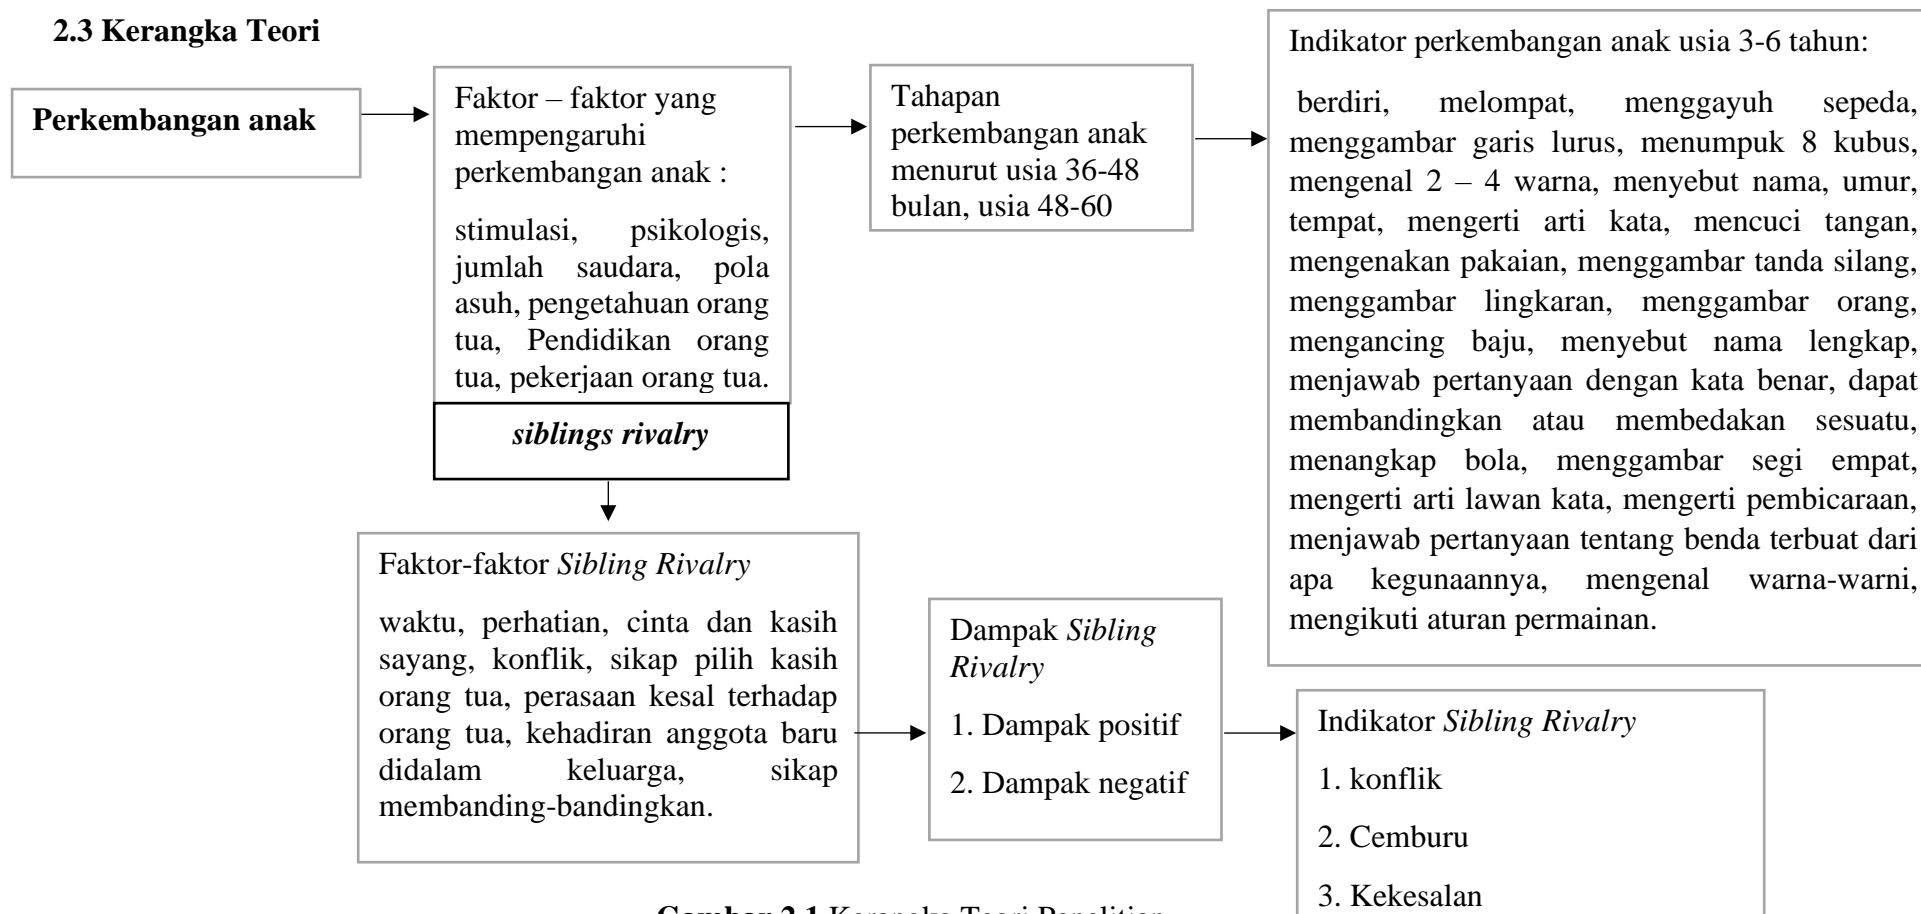 2.3 Kerangka Teori
Perkembangan anak
Faktor – faktor yang
mempengaruhi
perkembangan anak :
stimulasi, psikologis,
jumlah saudara, pola
asuh, pengetahuan orang
tua, Pendidikan orang
tua, pekerjaan orang tua.
siblings rivalry
Tahapan
perkembangan anak
menurut usia 36-48
bulan, usia 48-60
Indikator perkembangan anak usia 3-6 tahun:
berdiri, melompat, menggayuh sepeda,
menggambar garis lurus, menumpuk 8 kubus,
mengenal 2 – 4 warna, menyebut nama, umur,
tempat, mengerti arti kata, mencuci tangan,
mengenakan pakaian, menggambar tanda silang,
menggambar lingkaran, menggambar orang,
mengancing baju, menyebut nama lengkap,
menjawab pertanyaan dengan kata benar, dapat
membandingkan atau membedakan sesuatu,
menangkap bola, menggambar segi empat,
mengerti arti lawan kata, mengerti pembicaraan,
menjawab pertanyaan tentang benda terbuat dari
apa kegunaannya, mengenal warna-warni,
mengikuti aturan permainan.
Faktor-faktor Sibling Rivalry
waktu, perhatian, cinta dan kasih
sayang, konflik, sikap pilih kasih
orang tua, perasaan kesal terhadap
orang tua, kehadiran anggota baru
didalam keluarga, sikap
membanding-bandingkan.
Dampak Sibling
Rivalry
1. Dampak positif
2. Dampak negatif
Indikator Sibling Rivalry
1. konflik
2. Cemburu
3. Kekesalan
Gambar 2.1 Kerangka Teori Penelitian